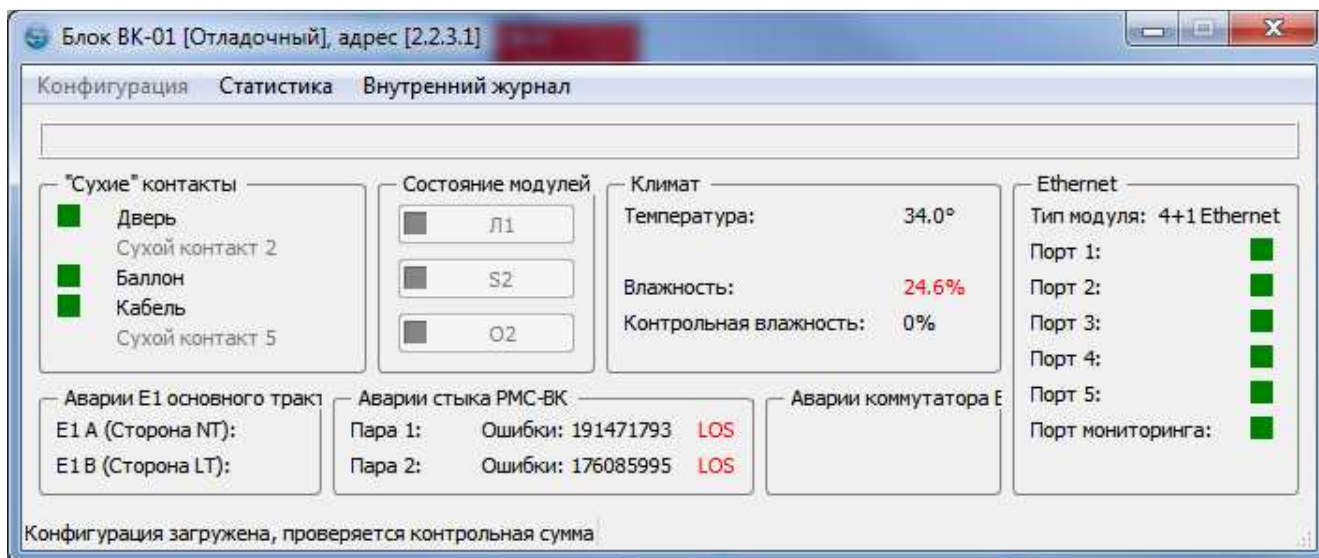 Блок ВК-01 [Отладочный], адрес [2.2.3.1]
Конфигурация Статистика Внутренний журнал
"Сухие" контакты
Дверь
Сухой контакт 2
Баллон
Кабель
Сухой контакт 5
Состояние модулей
Л1
S2
O2
Климат
Температура: 34.0°
Влажность: 24.6%
Контрольная влажность: 0%
Ethernet
Тип модуля: 4+1 Ethernet
Порт 1:
Порт 2:
Порт 3:
Порт 4:
Порт 5:
Порт мониторинга:
Аварии E1 основного тракт
E1 A (Сторона NT):
E1 B (Сторона LT):
Аварии стыка РМС-ВК
Пара 1: Ошибки: 191471793 LOS
Пара 2: Ошибки: 176085995 LOS
Аварии коммутатора E
Конфигурация загружена, проверяется контрольная сумма